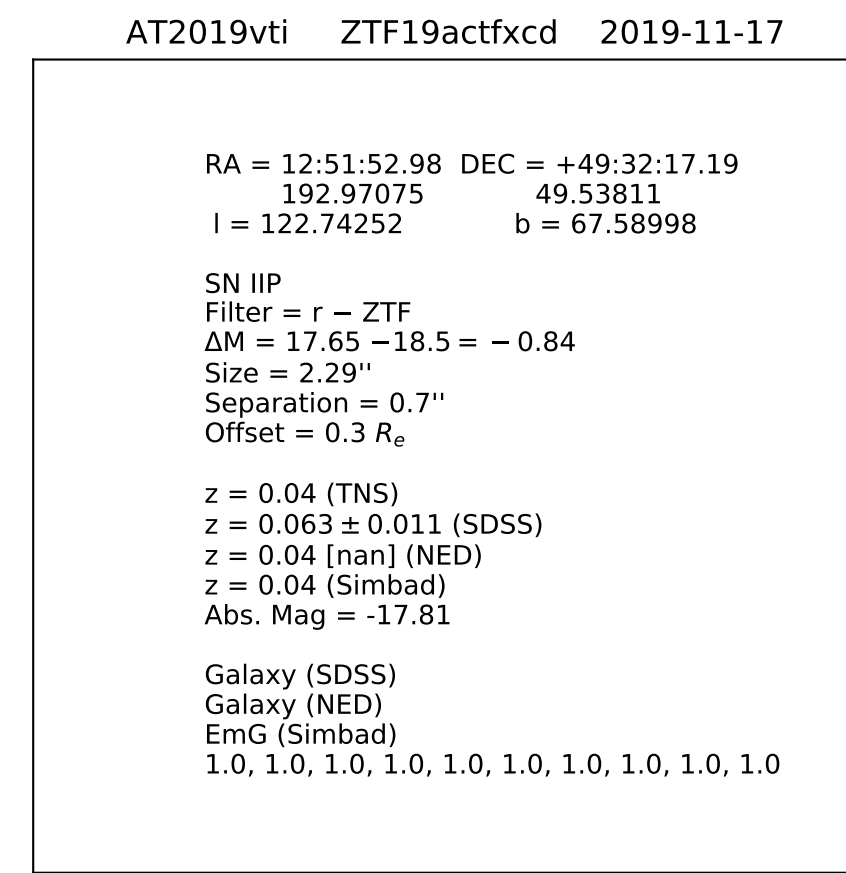 AT2019vti ZTF19actfxcd 2019-11-17
RA = 12:51:52.98 DEC = +49:32:17.19
192.97075 49.53811
l = 122.74252 b = 67.58998
SN IIP
Filter = r − ZTF
ΔM = 17.65 −18.5 = − 0.84
Size = 2.29''
Separation = 0.7''
Offset = 0.3 Rₑ
z = 0.04 (TNS)
z = 0.063 ± 0.011 (SDSS)
z = 0.04 [nan] (NED)
z = 0.04 (Simbad)
Abs. Mag = -17.81
Galaxy (SDSS)
Galaxy (NED)
EmG (Simbad)
1.0, 1.0, 1.0, 1.0, 1.0, 1.0, 1.0, 1.0, 1.0, 1.0